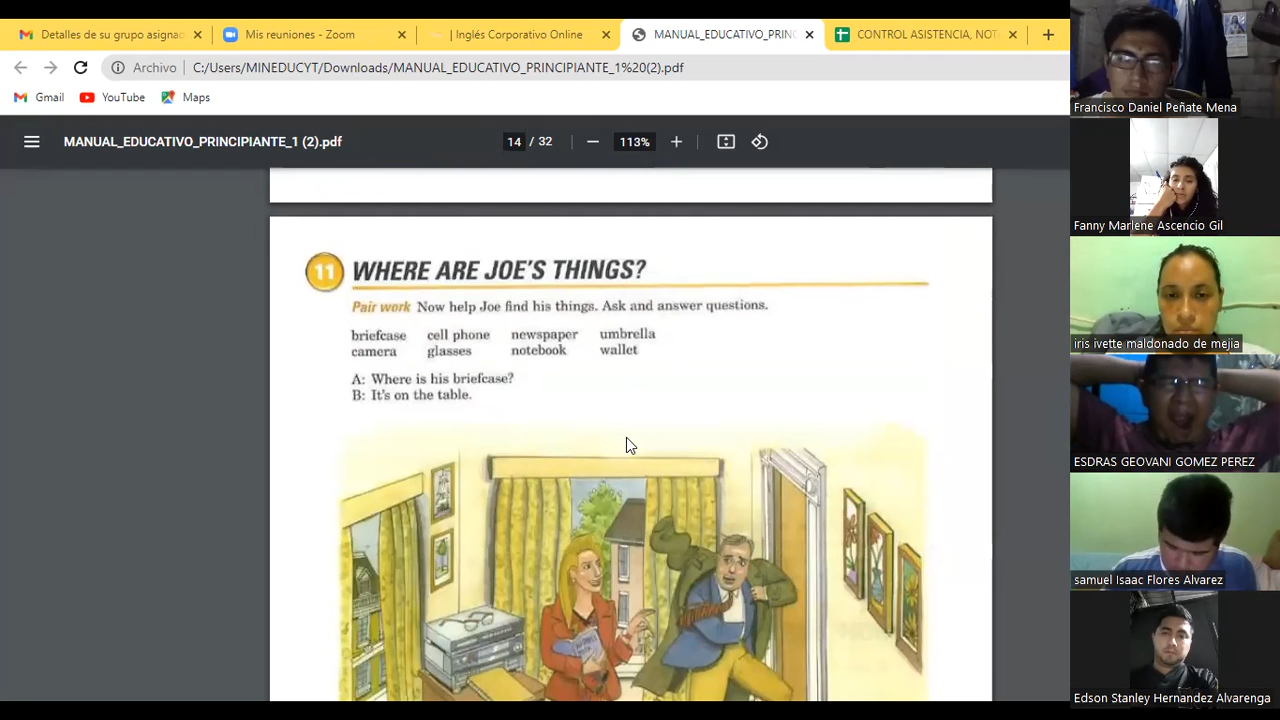 Detalles de su grupo asigna
Mis reuniones - Zoom
| Inglés Corporativo Online
MANUAL_EDUCATIVO_PRINC
CONTROL ASISTENCIA, NOT
Archivo
C:/Users/MINEDUCYT/Downloads/MANUAL_EDUCATIVO_PRINCIPIANTE_1%20(2).pdf
Gmail
YouTube
Maps
MANUAL_EDUCATIVO_PRINCIPIANTE_1 (2).pdf
14 / 32
113%
11 WHERE ARE JOE'S THINGS?
Pair work Now help Joe find his things. Ask and answer questions.
briefcase cell phone newspaper umbrella
camera glasses notebook wallet
A: Where is his briefcase?
B: It's on the table.
Francisco Daniel Peñate Mena
Fanny Marlene Ascencio Gil
iris ivette maldonado de mejia
ESDRAS GEOVANI GOMEZ PEREZ
samuel Isaac Flores Alvarez
Edson Stanley Hernandez Alvarenga